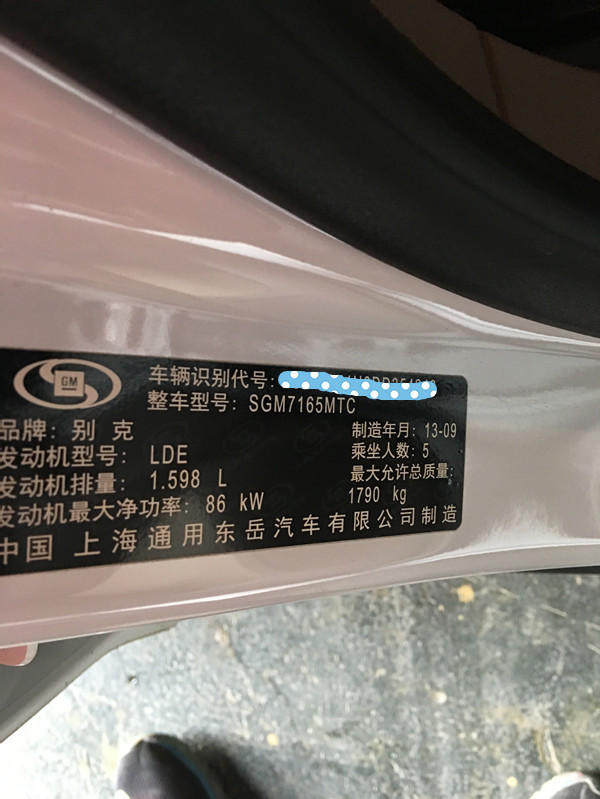 GM
车辆识别代号:
整车型号: SGM7165MTC
品牌: 别 克
制造年月: 13-09
发动机型号: LDE
乘坐人数: 5
发动机排量: 1.598 L
最大允许总质量:
1790 kg
发动机最大净功率: 86 kW
中国 上海通用东岳汽车有限公司制造